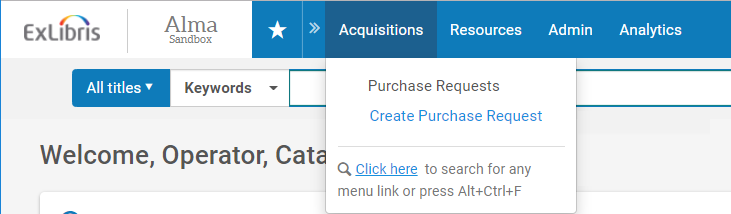 ExLibris
Alma
Sandbox
Acquisitions
Resources
Admin
Analytics
All titles
Keywords
Purchase Requests
Create Purchase Request
Welcome, Operator, Cata
Click here to search for any
menu link or press Alt+Ctrl+F